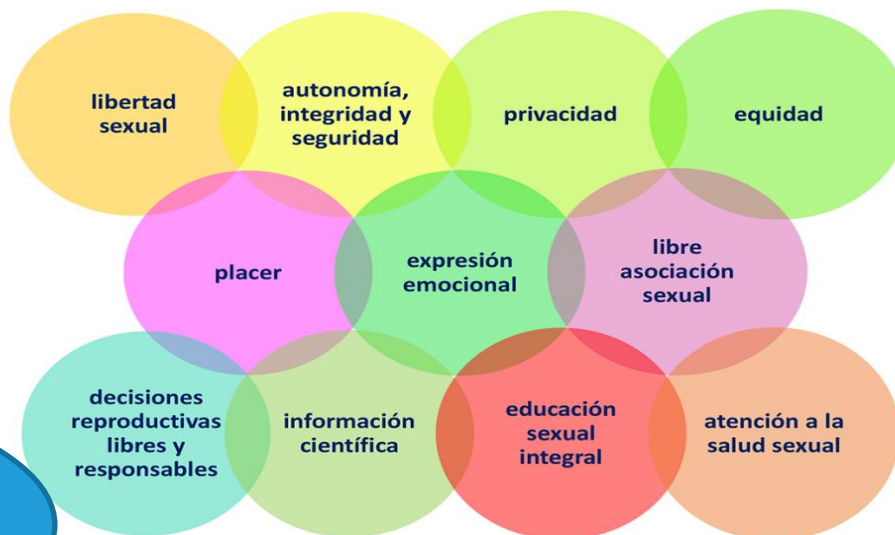 libertad
sexual
autonomía,
integridad y
seguridad
privacidad
equidad
placer
expresión
emocional
libre
asociación
sexual
decisiones
reproductivas
libres y
responsables
información
científica
educación
sexual
integral
atención a la
salud sexual